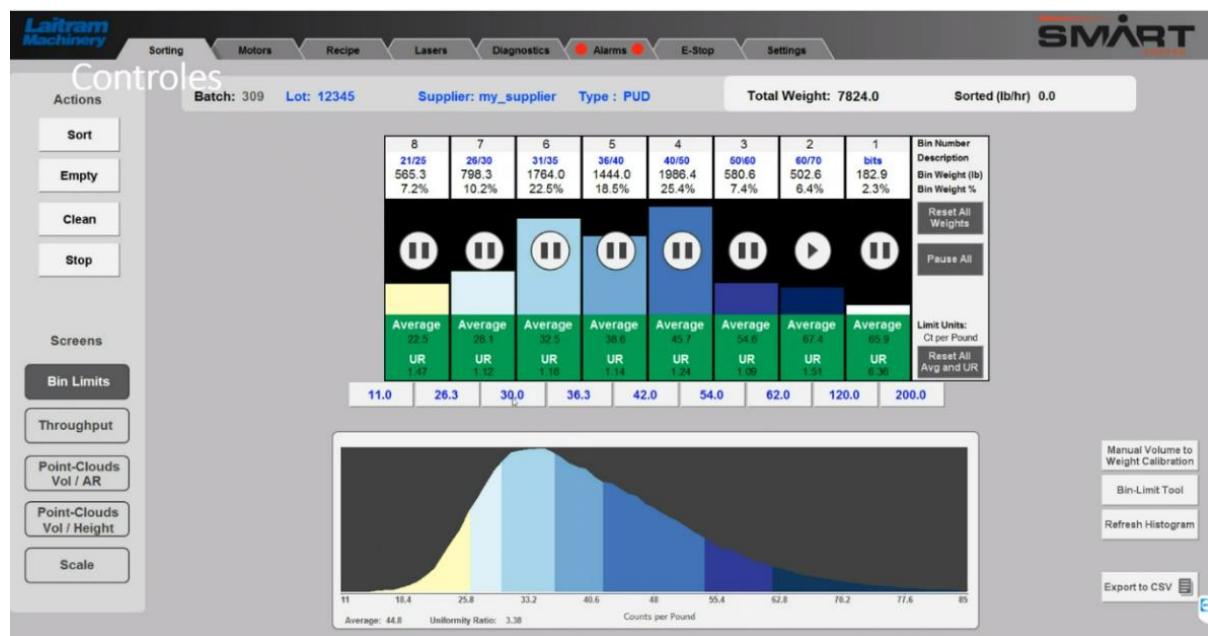 Laitram
Machinery
SMART
Sorting Motors Recipe Lasers Diagnostics Alarms E-Stop Settings
Controles
Batch: 309 Lot: 12345 Supplier: my_supplier Type : PUD Total Weight: 7824.0 Sorted (lb/hr) 0.0
Actions
Sort
Empty
Clean
Stop
Screens
Bin Limits
Throughput
Point-Clouds
Vol / AR
Point-Clouds
Vol / Height
Scale
8 7 6 5 4 3 2 1 Bin Number
21/25 26/30 31/35 36/40 40/50 50\60 60/70 bits Description
565.3 798.3 1764.0 1444.0 1986.4 580.6 502.6 182.9 Bin Weight (lb)
7.2% 10.2% 22.5% 18.5% 25.4% 7.4% 6.4% 2.3% Bin Weight %
Reset All
Weights
Pause All
Average Average Average Average Average Average Average Average Limit Units:
22.5 28.1 32.5 38.6 45.7 54.6 67.4 65.9 Ct per Pound
UR UR UR UR UR UR UR UR Reset All
1.47 1.12 1.18 1.14 1.24 1.09 1.51 6.36 Avg and UR
11.0 26.3 30.0 36.3 42.0 54.0 62.0 120.0 200.0
11 18.4 25.8 33.2 40.6 48 55.4 62.8 70.2 77.6 85
Average: 44.8 Uniformity Ratio: 3.38 Counts per Pound
Manual Volume to
Weight Calibration
Bin-Limit Tool
Refresh Histogram
Export to CSV